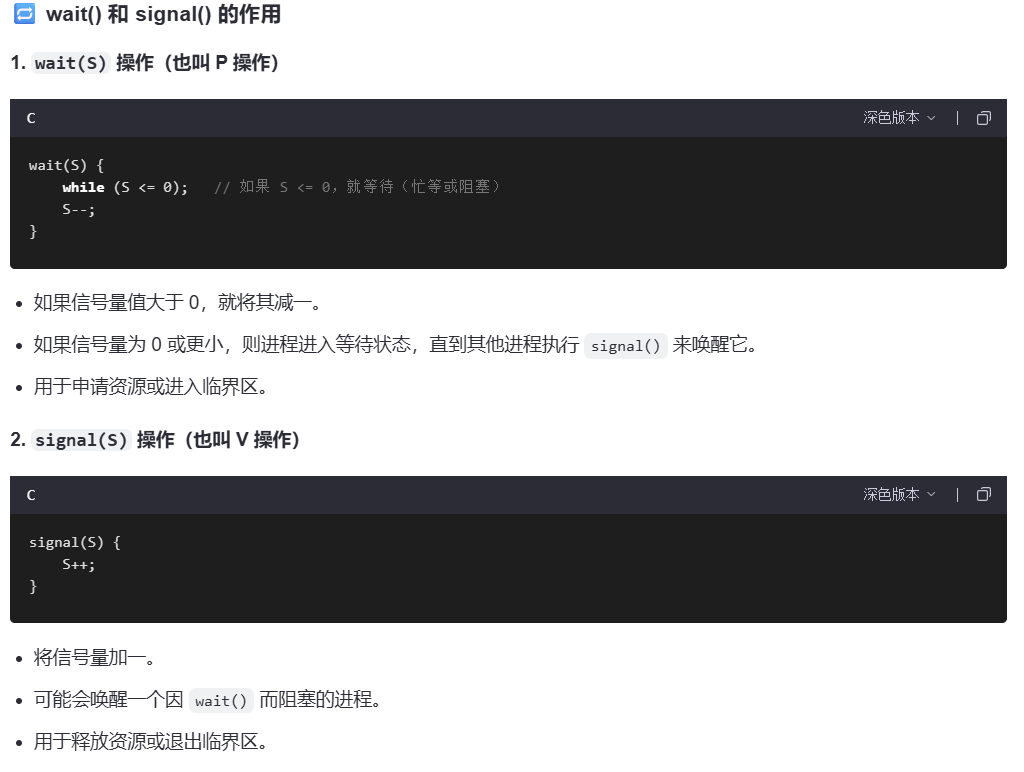 🔁 wait() 和 signal() 的作用
1. wait(S) 操作（也叫 P 操作）
C 深色版本
wait(S) {
    while (S <= 0);   // 如果 S <= 0，就等待（忙等或阻塞）
    S--;
}
• 如果信号量值大于 0，就将其减一。
• 如果信号量为 0 或更小，则进程进入等待状态，直到其他进程执行 signal() 来唤醒它。
• 用于申请资源或进入临界区。
2. signal(S) 操作（也叫 V 操作）
C 深色版本
signal(S) {
    S++;
}
• 将信号量加一。
• 可能会唤醒一个因 wait() 而阻塞的进程。
• 用于释放资源或退出临界区。